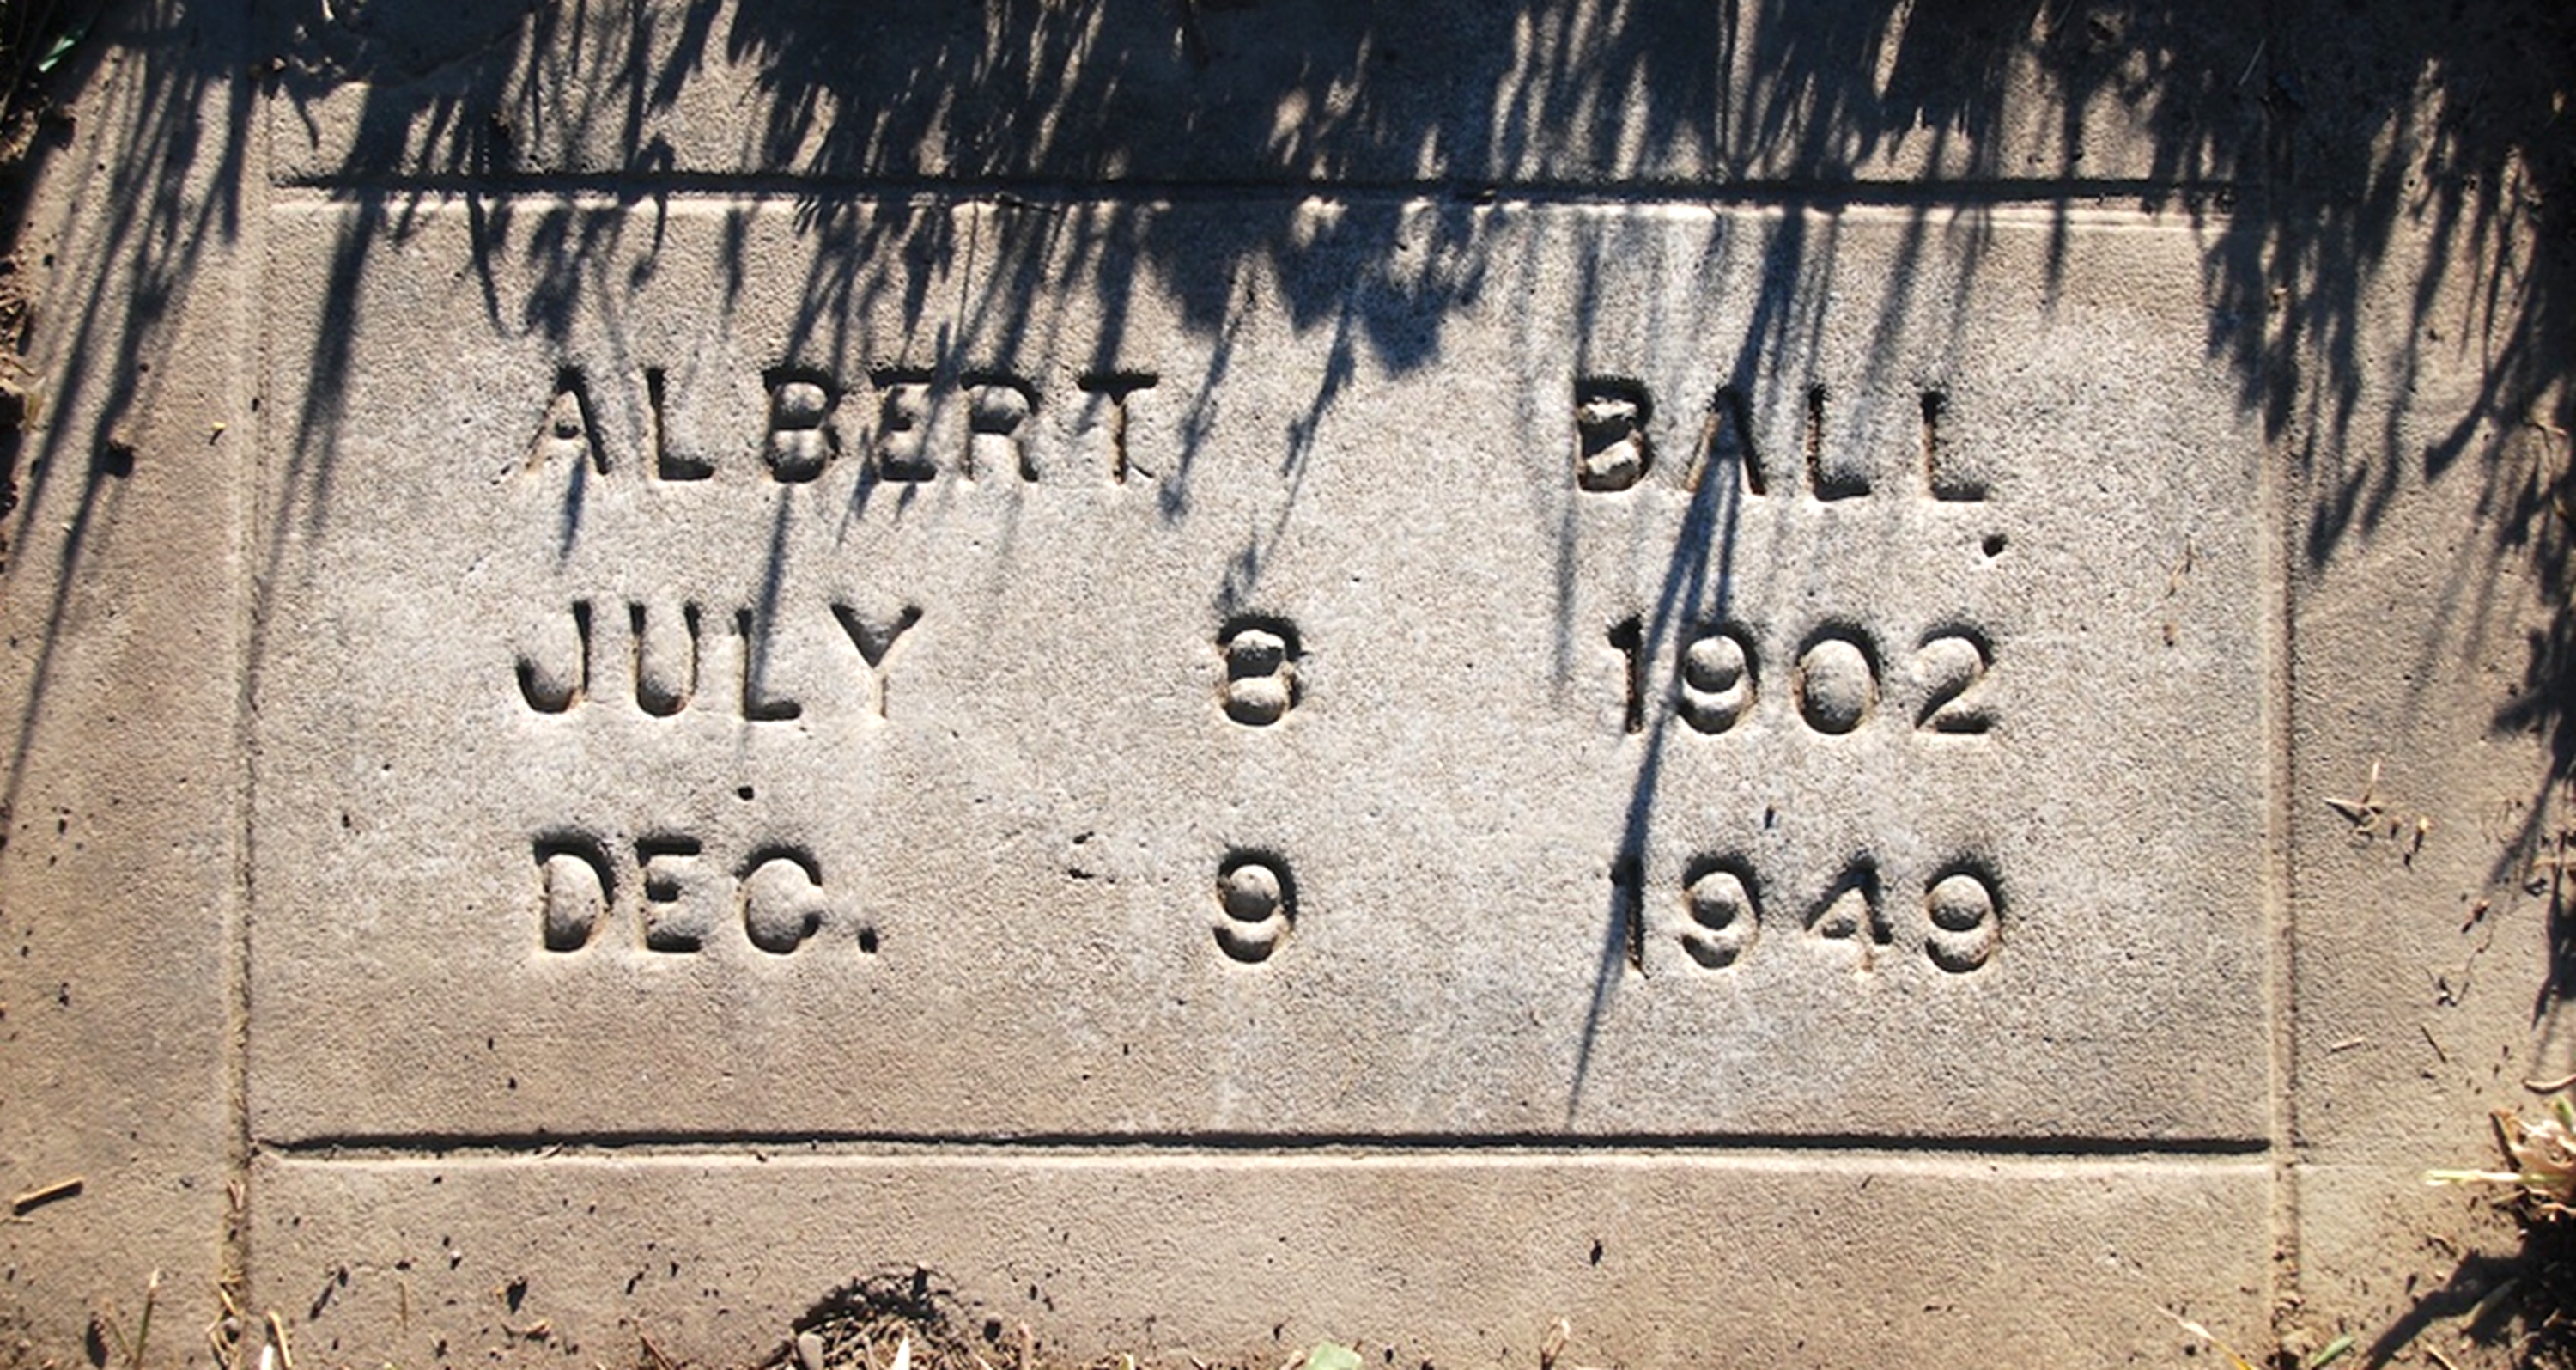 ALBERT BALL
JULY 8 1902
DEC. 9 1949